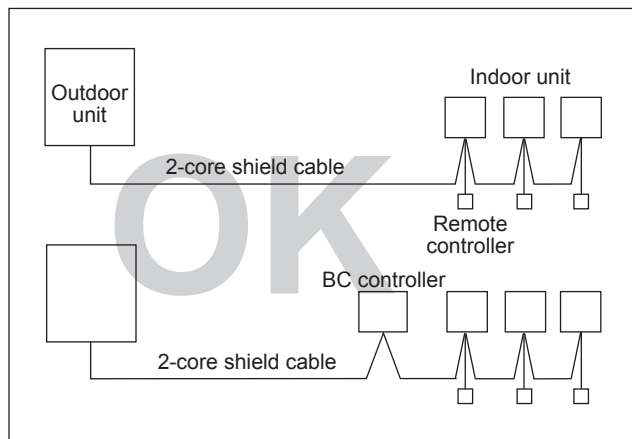 Outdoor
unit
Indoor unit
2-core shield cable
Remote
controller
OK
BC controller
2-core shield cable